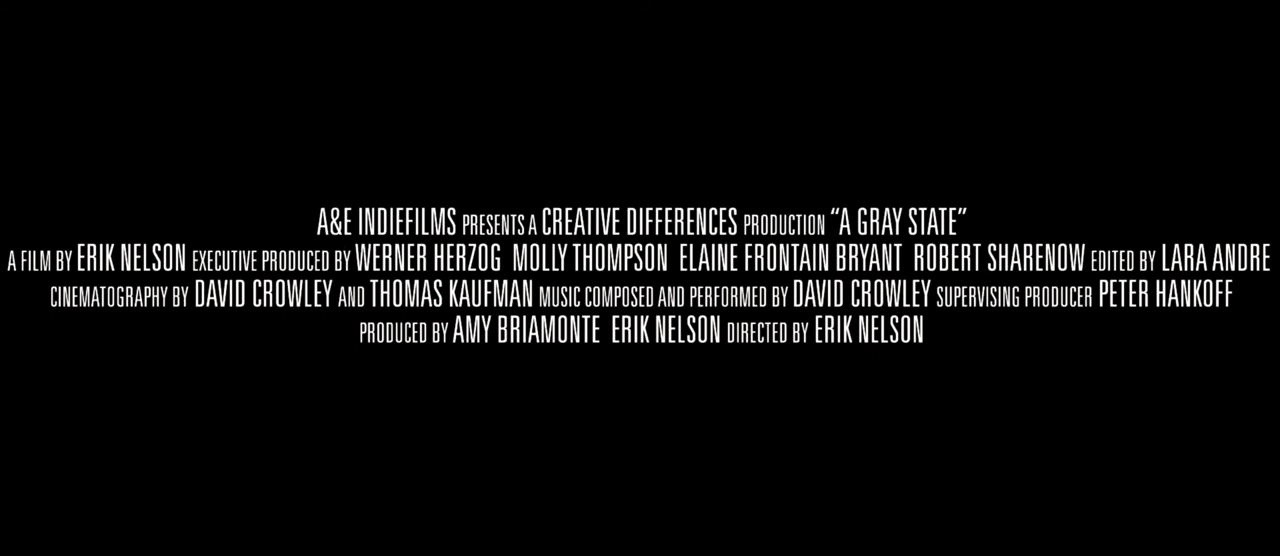 A&E INDIEFILMS PRESENTS A CREATIVE DIFFERENCES PRODUCTION “A GRAY STATE”
A FILM BY ERIK NELSON EXECUTIVE PRODUCED BY WERNER HERZOG MOLLY THOMPSON ELAINE FRONTAIN BRYANT ROBERT SHARENOW EDITED BY LARA ANDRE
CINEMATOGRAPHY BY DAVID CROWLEY AND THOMAS KAUFMAN MUSIC COMPOSED AND PERFORMED BY DAVID CROWLEY SUPERVISING PRODUCER PETER HANKOFF
PRODUCED BY AMY BRIAMONTE ERIK NELSON DIRECTED BY ERIK NELSON